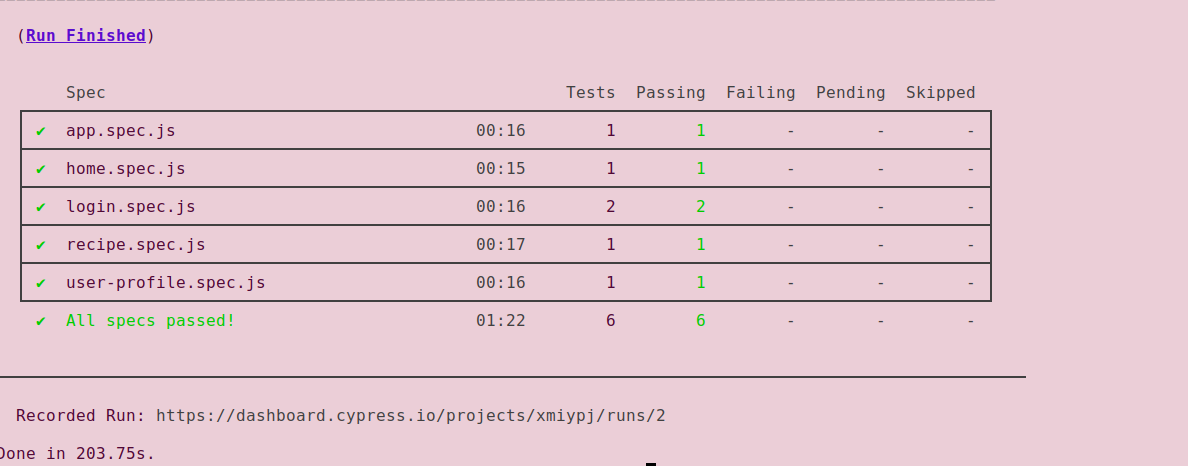 (Run Finished)
Spec Tests Passing Failing Pending Skipped
✔ app.spec.js 00:16 1 1 - - -
✔ home.spec.js 00:15 1 1 - - -
✔ login.spec.js 00:16 2 2 - - -
✔ recipe.spec.js 00:17 1 1 - - -
✔ user-profile.spec.js 00:16 1 1 - - -
✔ All specs passed! 01:22 6 6 - - -
Recorded Run: https://dashboard.cypress.io/projects/xmiypj/runs/2
Done in 203.75s.